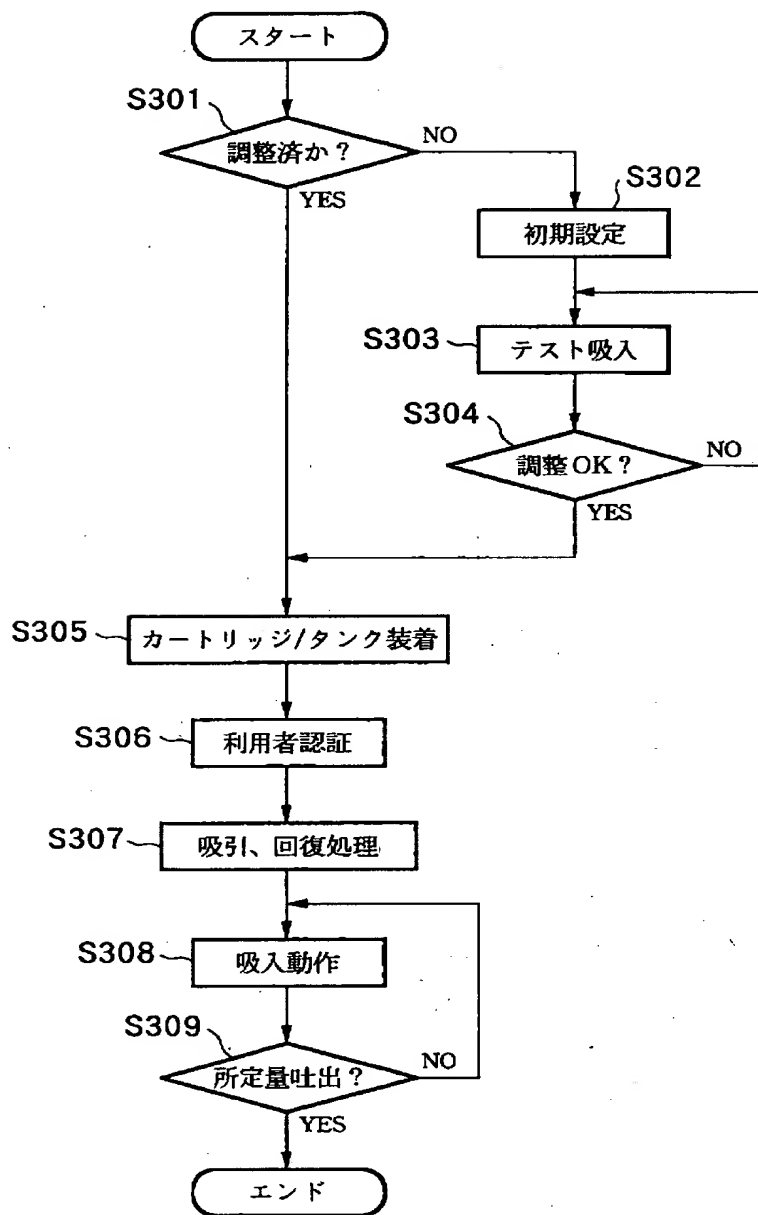 スタート
S301
調整済か?
NO
YES
S302
初期設定
S303
テスト吸入
S304
調整OK?
NO
YES
S305
カートリッジ/タンク装着
S306
利用者認証
S307
吸引、回復処理
S308
吸入動作
S309
所定量吐出?
NO
YES
エンド